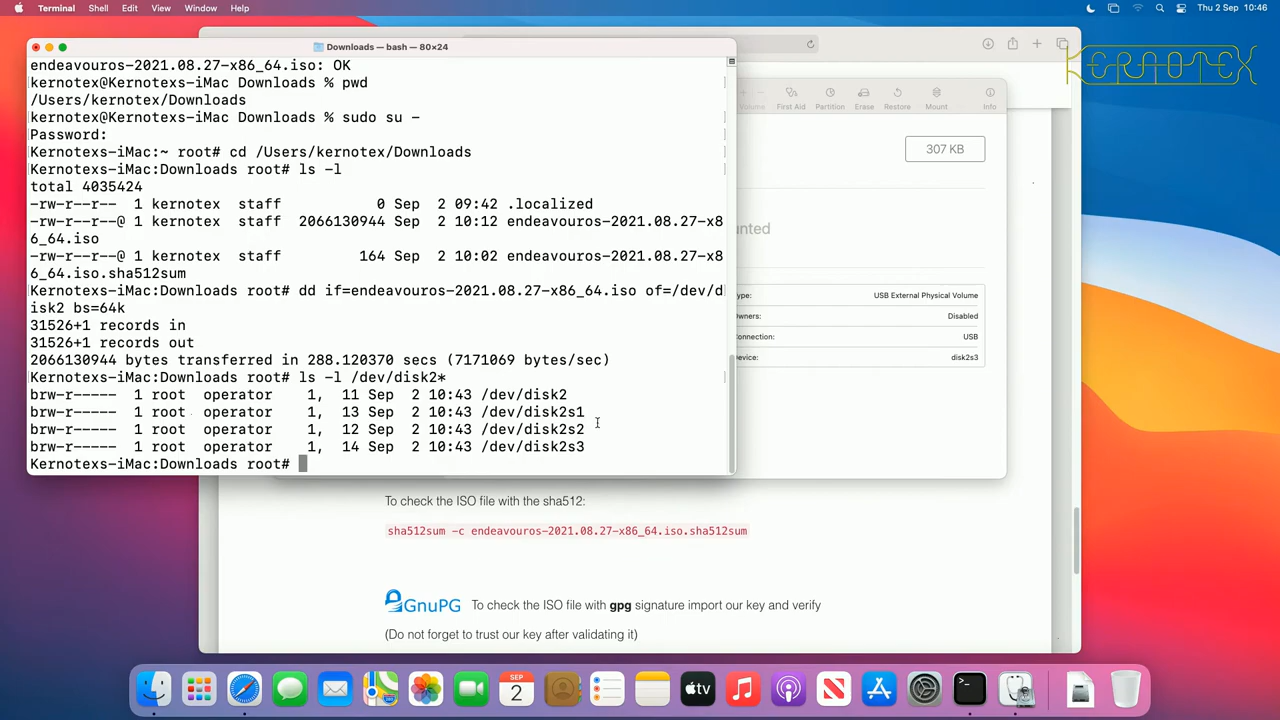 Terminal Shell Edit View Window Help Thu 2 Sep 10:46
Downloads — bash — 80×24
KERNOTEX
endeavouros-2021.08.27-x86_64.iso: OK
kernotex@Kernotexs-iMac Downloads % pwd
/Users/kernotex/Downloads
kernotex@Kernotexs-iMac Downloads % sudo su -
Password:
Kernotexs-iMac:~ root# cd /Users/kernotex/Downloads
Kernotexs-iMac:Downloads root# ls -l
total 4035424
-rw-r--r-- 1 kernotex staff 0 Sep 2 09:42 .localized
-rw-r--r--@ 1 kernotex staff 2066130944 Sep 2 10:12 endeavouros-2021.08.27-x8
6_64.iso
-rw-r--r--@ 1 kernotex staff 164 Sep 2 10:02 endeavouros-2021.08.27-x8
6_64.iso.sha512sum
Kernotexs-iMac:Downloads root# dd if=endeavouros-2021.08.27-x86_64.iso of=/dev/d
isk2 bs=64k
31526+1 records in
31526+1 records out
2066130944 bytes transferred in 288.120370 secs (7171069 bytes/sec)
Kernotexs-iMac:Downloads root# ls -l /dev/disk2*
brw-r----- 1 root operator 1, 11 Sep 2 10:43 /dev/disk2
brw-r----- 1 root operator 1, 13 Sep 2 10:43 /dev/disk2s1
brw-r----- 1 root operator 1, 12 Sep 2 10:43 /dev/disk2s2
brw-r----- 1 root operator 1, 14 Sep 2 10:43 /dev/disk2s3
Kernotexs-iMac:Downloads root#
Volume First Aid Partition Erase Restore Mount Info
307 KB
unted
ype: USB External Physical Volume
Owners: Disabled
Connection: USB
Device: disk2s3
To check the ISO file with the sha512:
sha512sum -c endeavouros-2021.08.27-x86_64.iso.sha512sum
GnuPG To check the ISO file with gpg signature import our key and verify
(Do not forget to trust our key after validating it)
SEP
2
tv